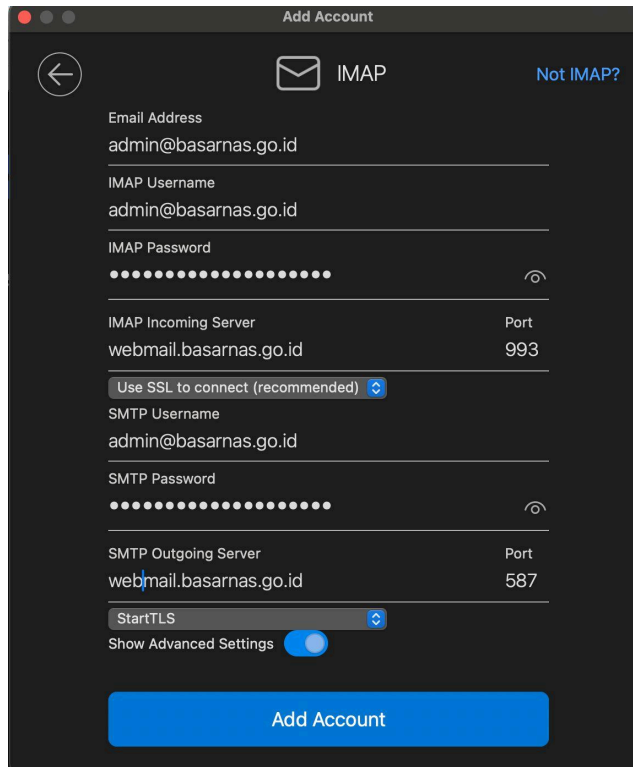 Add Account
IMAP
Not IMAP?
Email Address
admin@basarnas.go.id
IMAP Username
admin@basarnas.go.id
IMAP Password
••••••••••••••••••••
IMAP Incoming Server Port
webmail.basarnas.go.id 993
Use SSL to connect (recommended)
SMTP Username
admin@basarnas.go.id
SMTP Password
••••••••••••••••••••
SMTP Outgoing Server Port
webmail.basarnas.go.id 587
StartTLS
Show Advanced Settings
Add Account